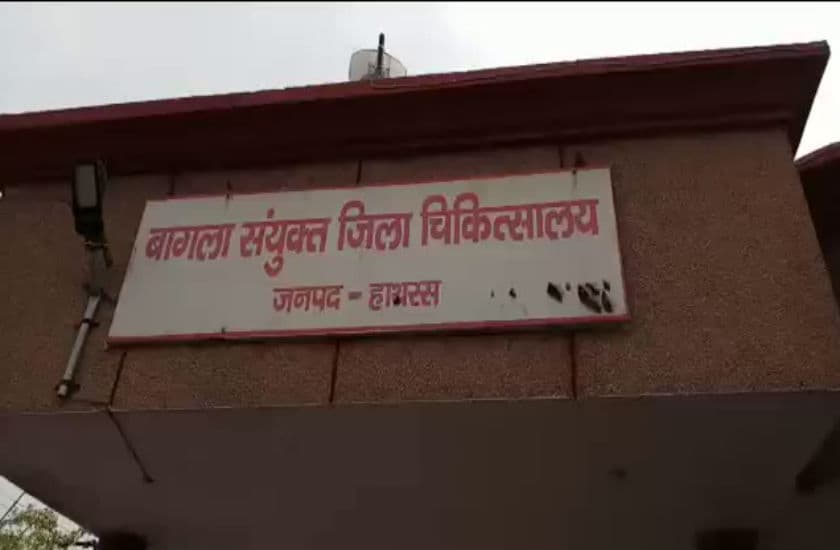 बागला संयुक्त जिला चिकित्सालय
जनपद - हाथरस